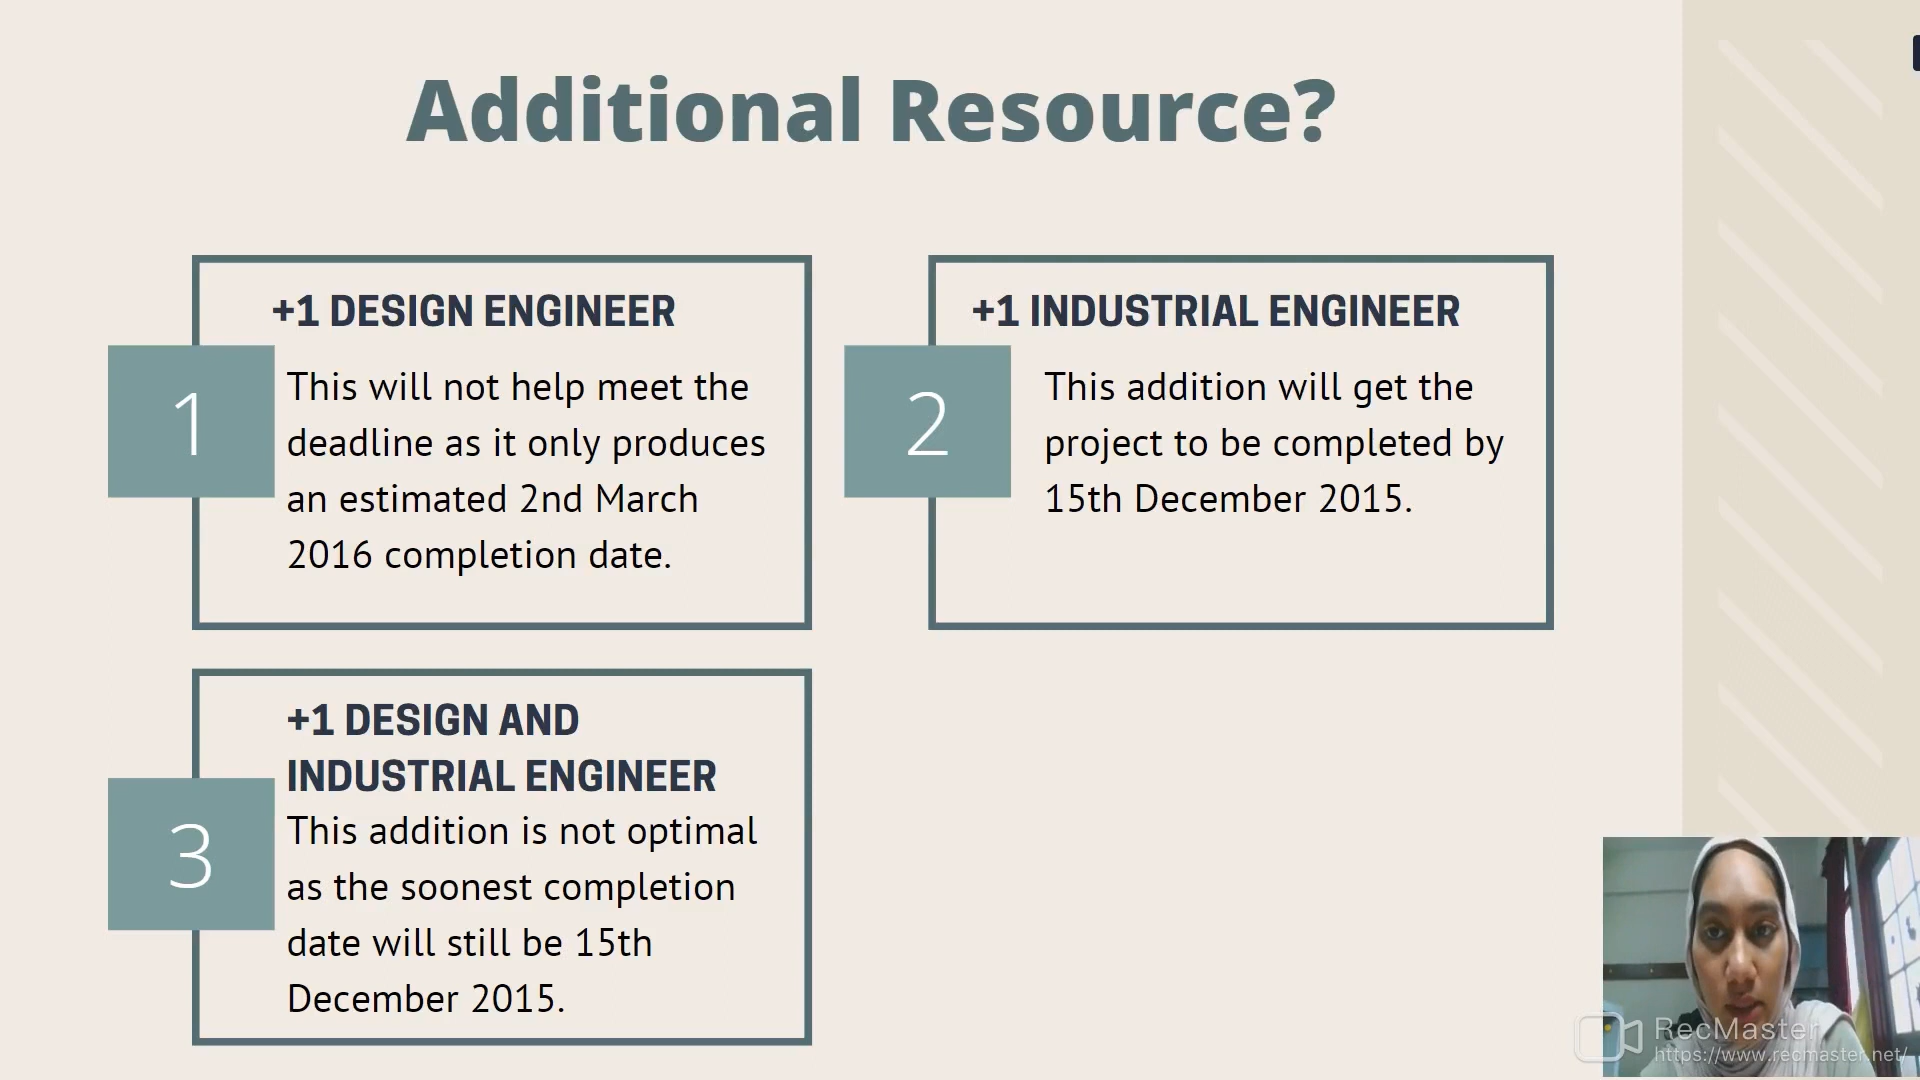 Additional Resource?
+1 DESIGN ENGINEER
1
This will not help meet the
deadline as it only produces
an estimated 2nd March
2016 completion date.
+1 INDUSTRIAL ENGINEER
2
This addition will get the
project to be completed by
15th December 2015.
+1 DESIGN AND
INDUSTRIAL ENGINEER
3
This addition is not optimal
as the soonest completion
date will still be 15th
December 2015.
RecMaster
https://www.recmaster.net/